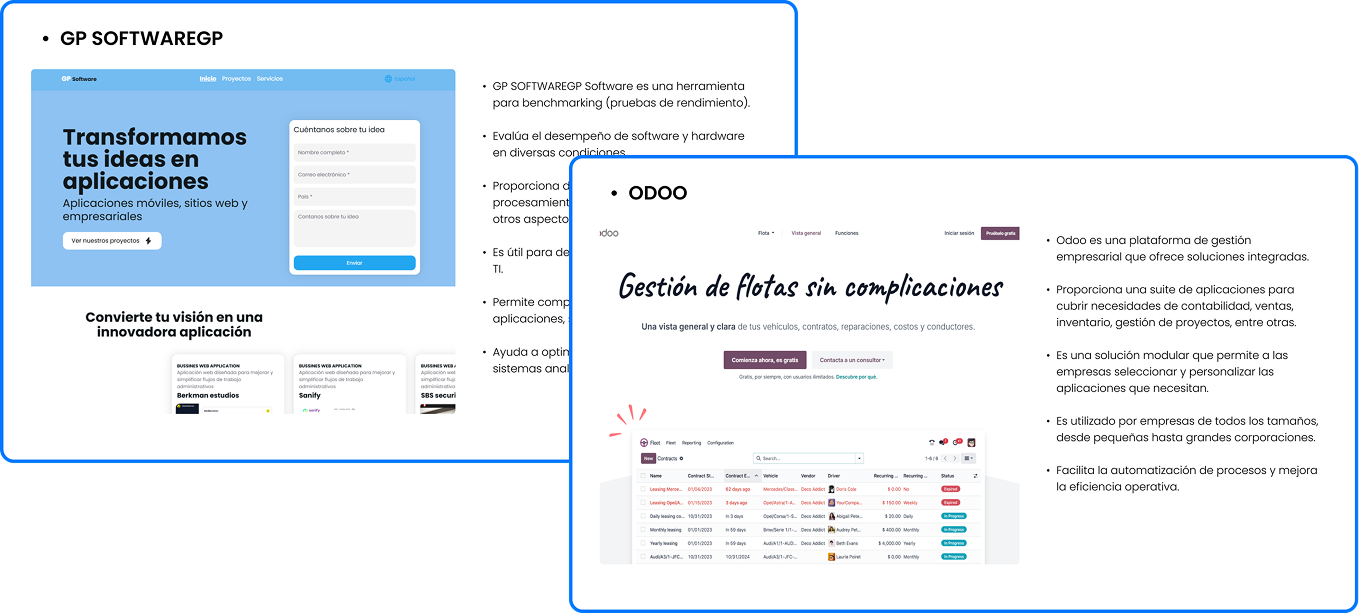 • GP SOFTWAREGP
GP Software
Inicio Proyectos Servicios
Español
Transformamos
tus ideas en
aplicaciones
Aplicaciones móviles, sitios web y
empresariales
Ver nuestros proyectos
Cuéntanos sobre tu idea
Nombre completo *
Correo electrónico *
País *
Contanos sobre tu idea
Enviar
Convierte tu visión en una
innovadora aplicación
BUSSINES WEB APPLICATION
Aplicación web diseñada para mejorar y
simplificar flujos de trabajo
administrativos
Berkman estudios
BUSSINES WEB APPLICATION
Aplicación web diseñada para mejorar y
simplificar flujos de trabajo
administrativos
Sanify
sanify
BUSSINES WEB A
Aplicación web
simplificar flujos
administrativos
SBS securi
• GP SOFTWAREGP Software es una herramienta
para benchmarking (pruebas de rendimiento).
• Evalúa el desempeño de software y hardware
en diversas condiciones.
• Proporciona d
procesamient
otros aspecto
• Es útil para de
TI.
• Permite comp
aplicaciones, s
• Ayuda a optim
sistemas anal
• ODOO
odoo
Flota Vista general Funciones
Iniciar sesión Pruébelo gratis
Gestión de flotas sin complicaciones
Una vista general y clara de tus vehículos, contratos, reparaciones, costos y conductores.
Comienza ahora, es gratis
Contacta a un consultor
Gratis, por siempre, con usuarios ilimitados. Descubre por qué.
Fleet Fleet Reporting Configuration
New Contracts Search... 1-8 / 8
Name Contract St... Contract E... Vehicle Vendor Driver Recurring ... Recurring ... Status
Leasing Merce... 01/06/2023 62 days ago Mercedes/Class... Deco Addict Doris Cole $ 0.00 No Expired
Leasing Opel/A... 01/15/2023 3 days ago Opel/Astra/1-A... Deco Addict YourCompa... $ 150.00 Weekly Expired
Daily leasing co... 10/31/2023 In 5 days Opel/Corsa/1-S... Deco Addict Abigail Pete... $ 20.00 Daily In Progress
Monthly leasing 01/01/2023 In 59 days Bmw/Serie 1/1-... Deco Addict Audrey Pet... $ 400.00 Monthly In Progress
Yearly leasing 01/01/2023 In 59 days Audi/A1/1-AUD... Deco Addict Beth Evans $ 4,000.00 Yearly In Progress
Audi/A3/1-JFC... 10/31/2023 10/31/2024 Audi/A3/1-JFC... Deco Addict Laurie Poiret $ 0.00 Monthly In Progress
• Odoo es una plataforma de gestión
empresarial que ofrece soluciones integradas.
• Proporciona una suite de aplicaciones para
cubrir necesidades de contabilidad, ventas,
inventario, gestión de proyectos, entre otras.
• Es una solución modular que permite a las
empresas seleccionar y personalizar las
aplicaciones que necesitan.
• Es utilizado por empresas de todos los tamaños,
desde pequeñas hasta grandes corporaciones.
• Facilita la automatización de procesos y mejora
la eficiencia operativa.